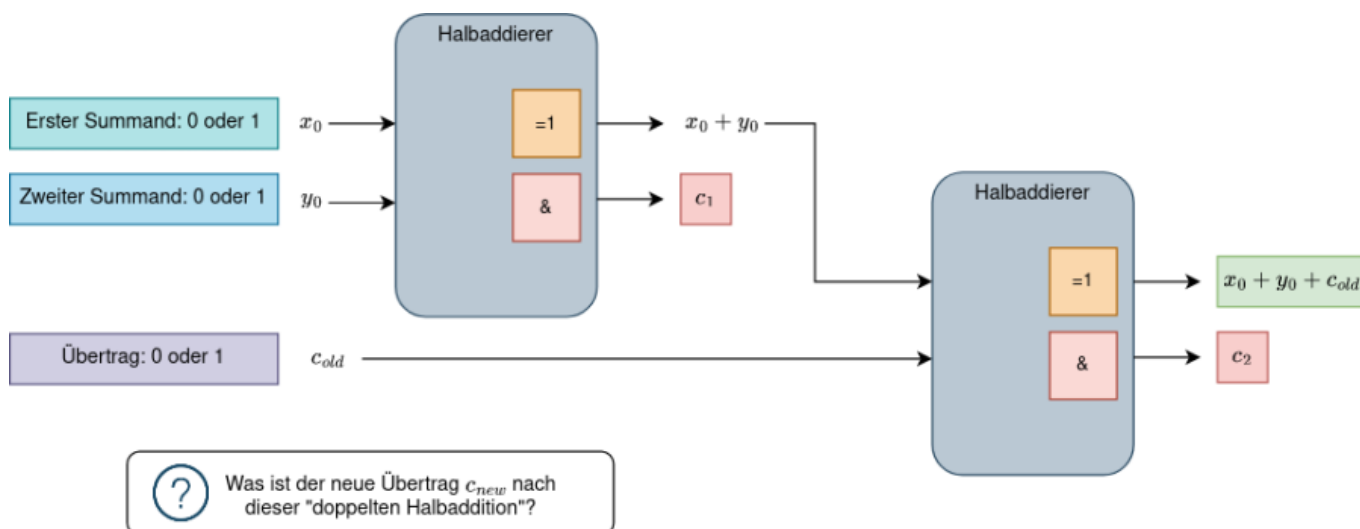 Halbaddierer
Erster Summand: 0 oder 1
x₀
=1
x₀ + y₀
Zweiter Summand: 0 oder 1
y₀
&
c₁
Halbaddierer
=1
x₀ + y₀ + c_old
Übertrag: 0 oder 1
c_old
&
c₂
?
Was ist der neue Übertrag c_new nach
dieser "doppelten Halbaddition"?